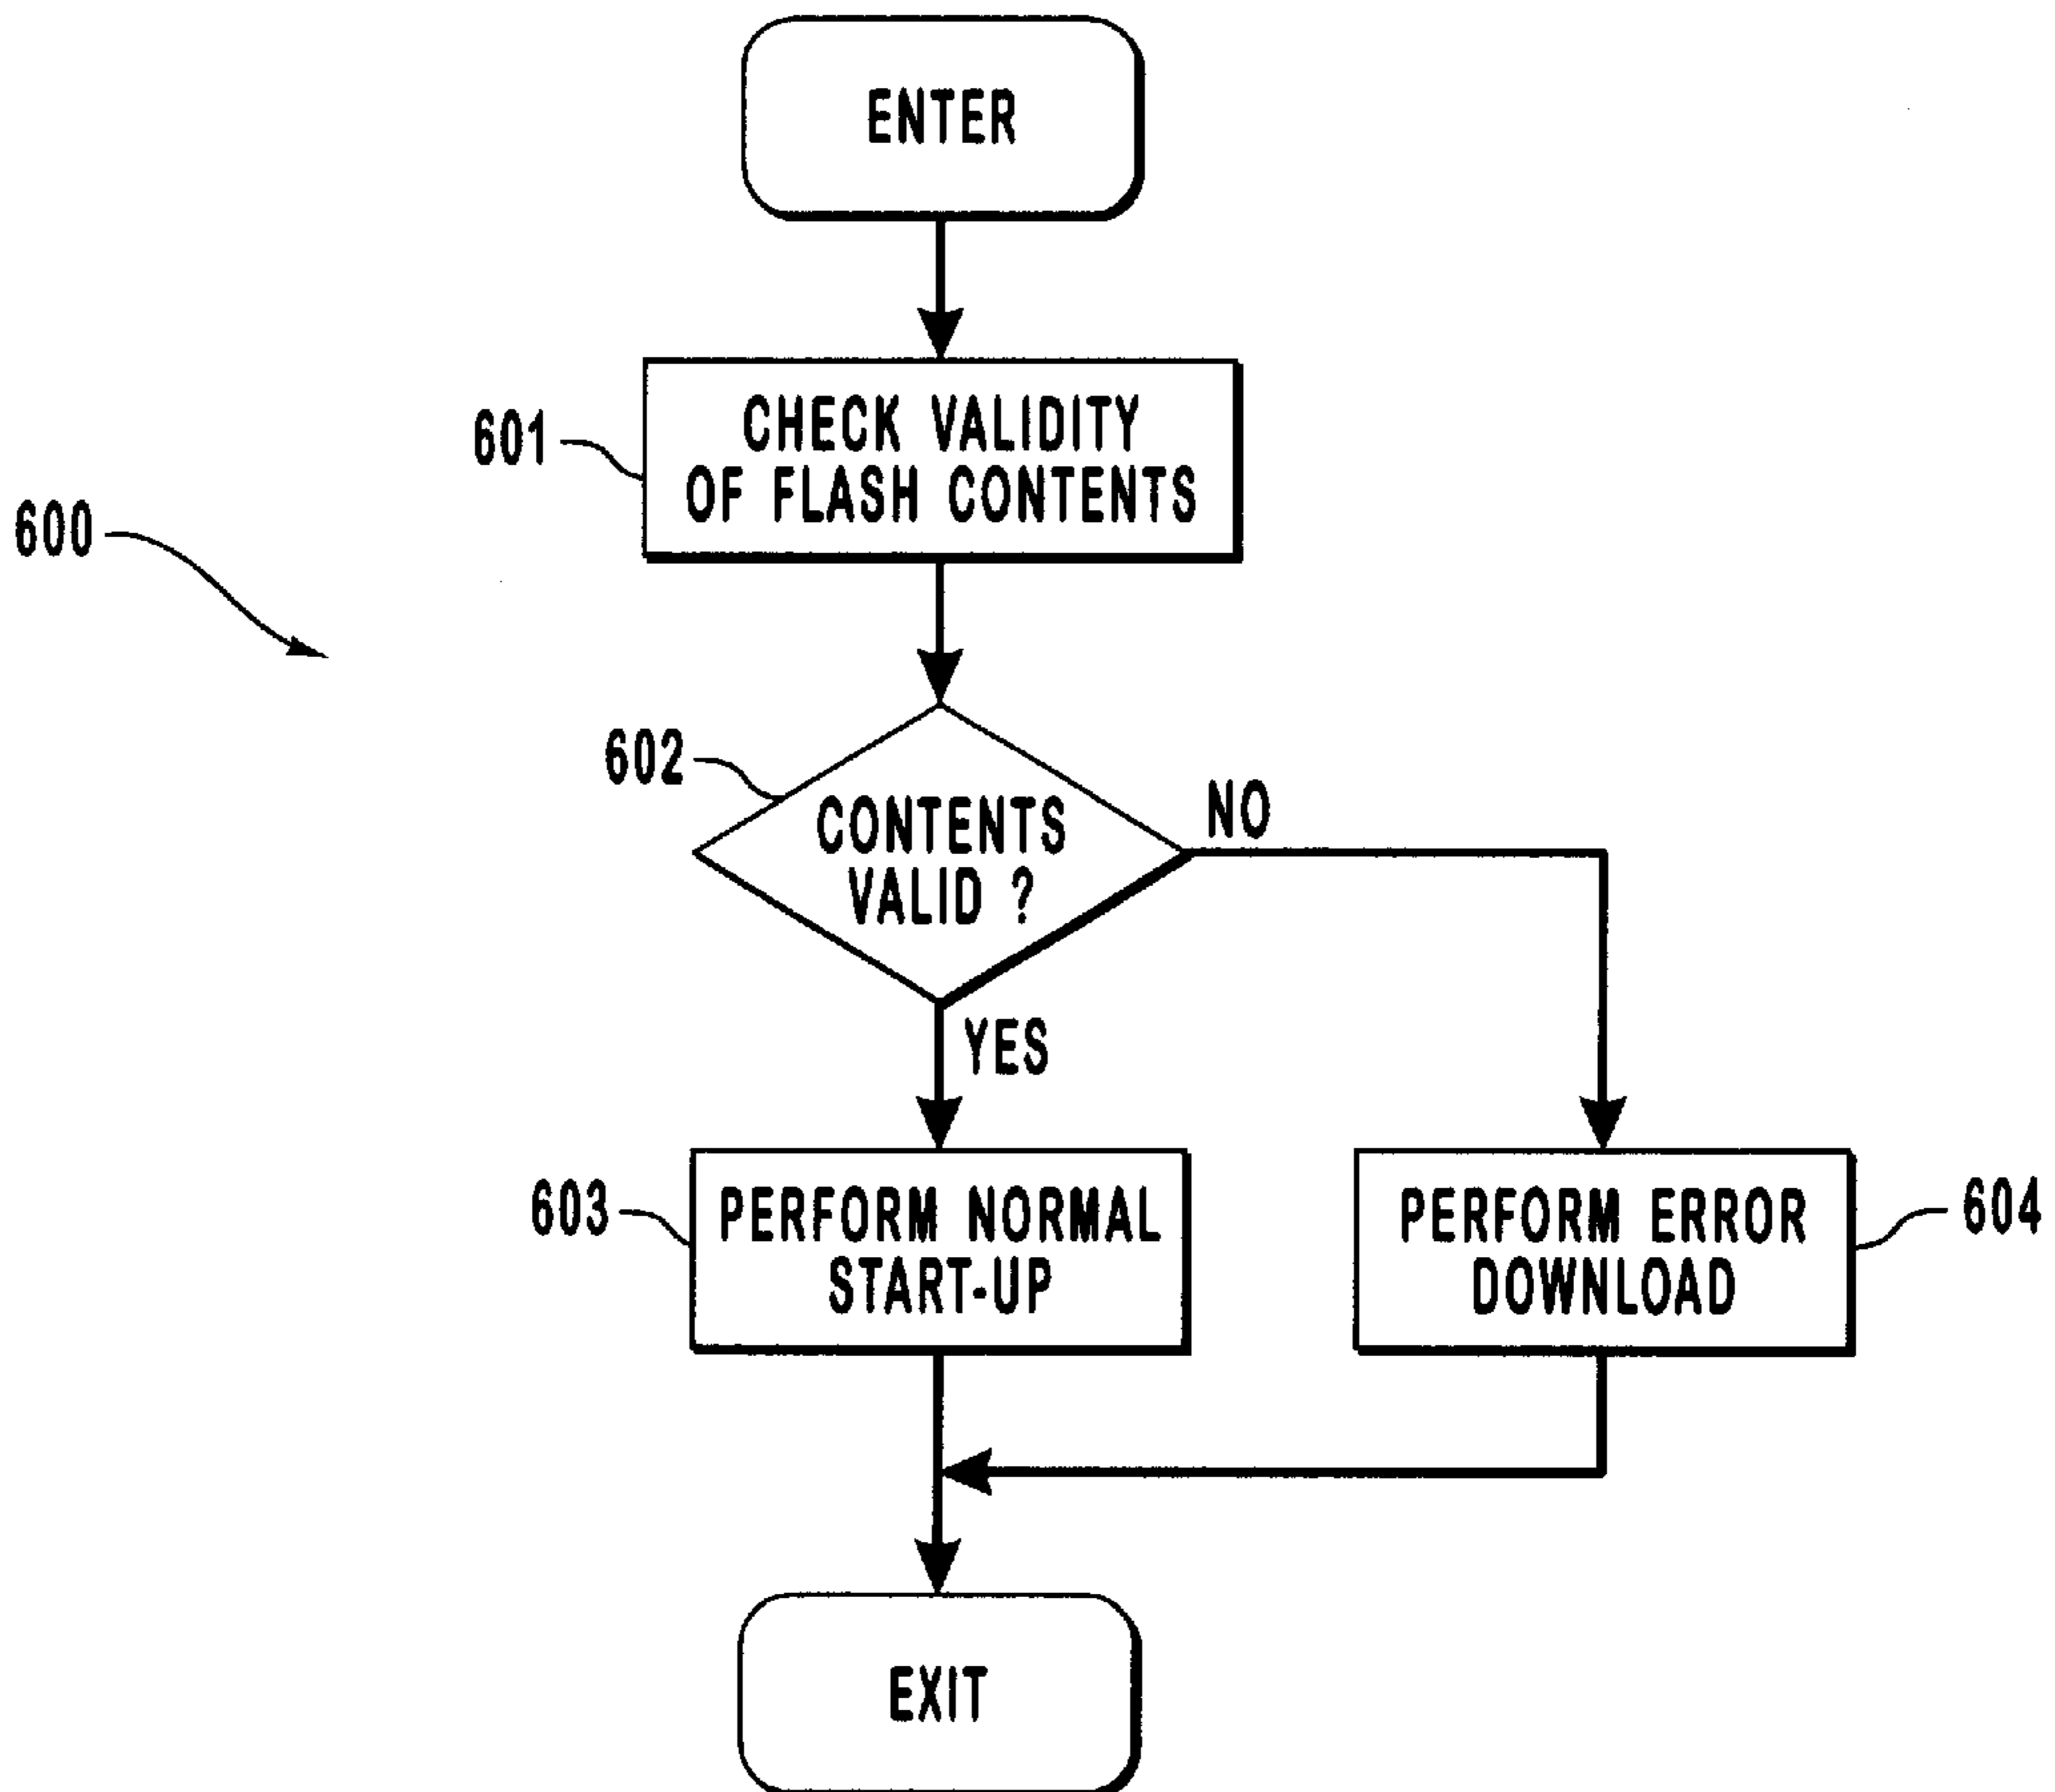 ENTER
601
CHECK VALIDITY
OF FLASH CONTENTS
600
602
CONTENTS
VALID ?
NO
YES
603
PERFORM NORMAL
START-UP
PERFORM ERROR
DOWNLOAD
604
EXIT